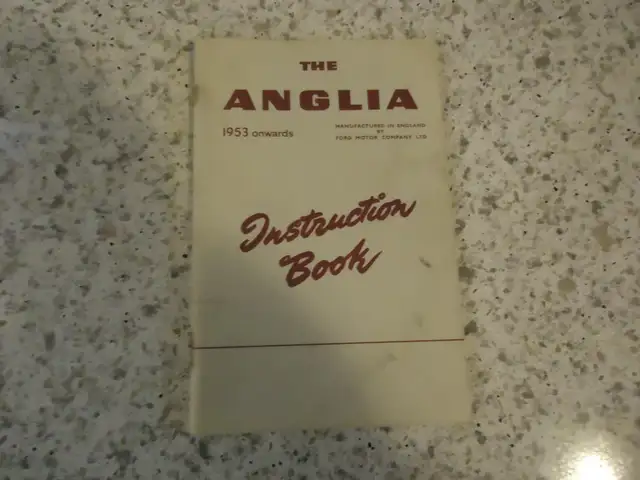 THE
ANGLIA
1953 onwards
MANUFACTURED IN ENGLAND
BY
FORD MOTOR COMPANY LTD
Instruction
Book